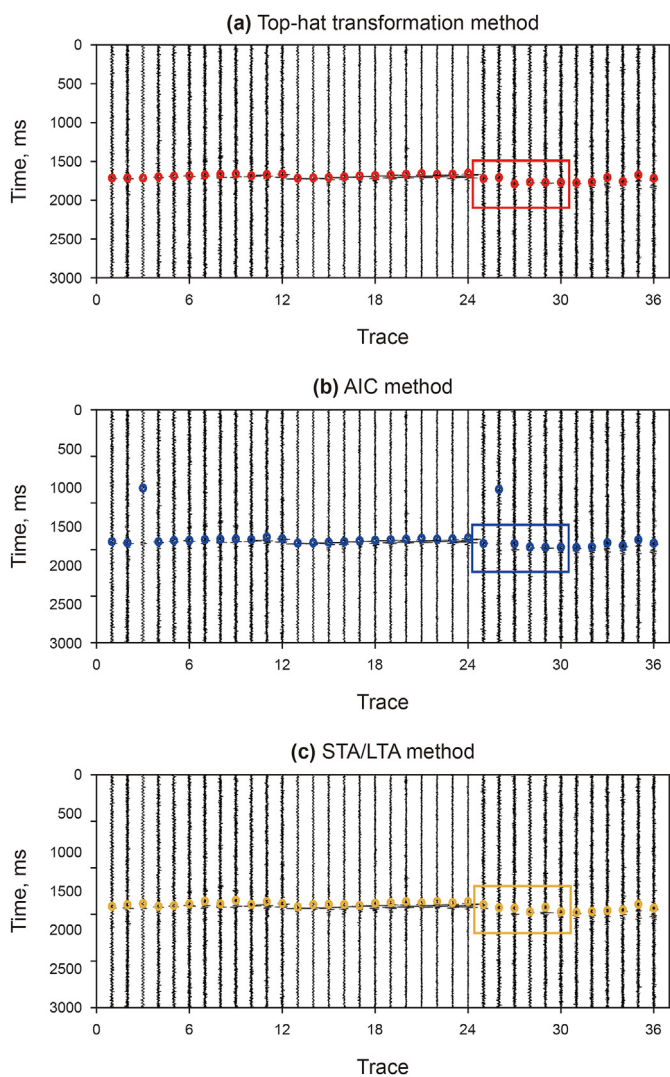 (a) Top-hat transformation method
0
500
1000
1500
2000
2500
3000
Time, ms
0 6 12 18 24 30 36
Trace
(b) AIC method
0
500
1000
1500
2000
2500
3000
Time, ms
0 6 12 18 24 30 36
Trace
(c) STA/LTA method
0
500
1000
1500
2000
2500
3000
Time, ms
0 6 12 18 24 30 36
Trace